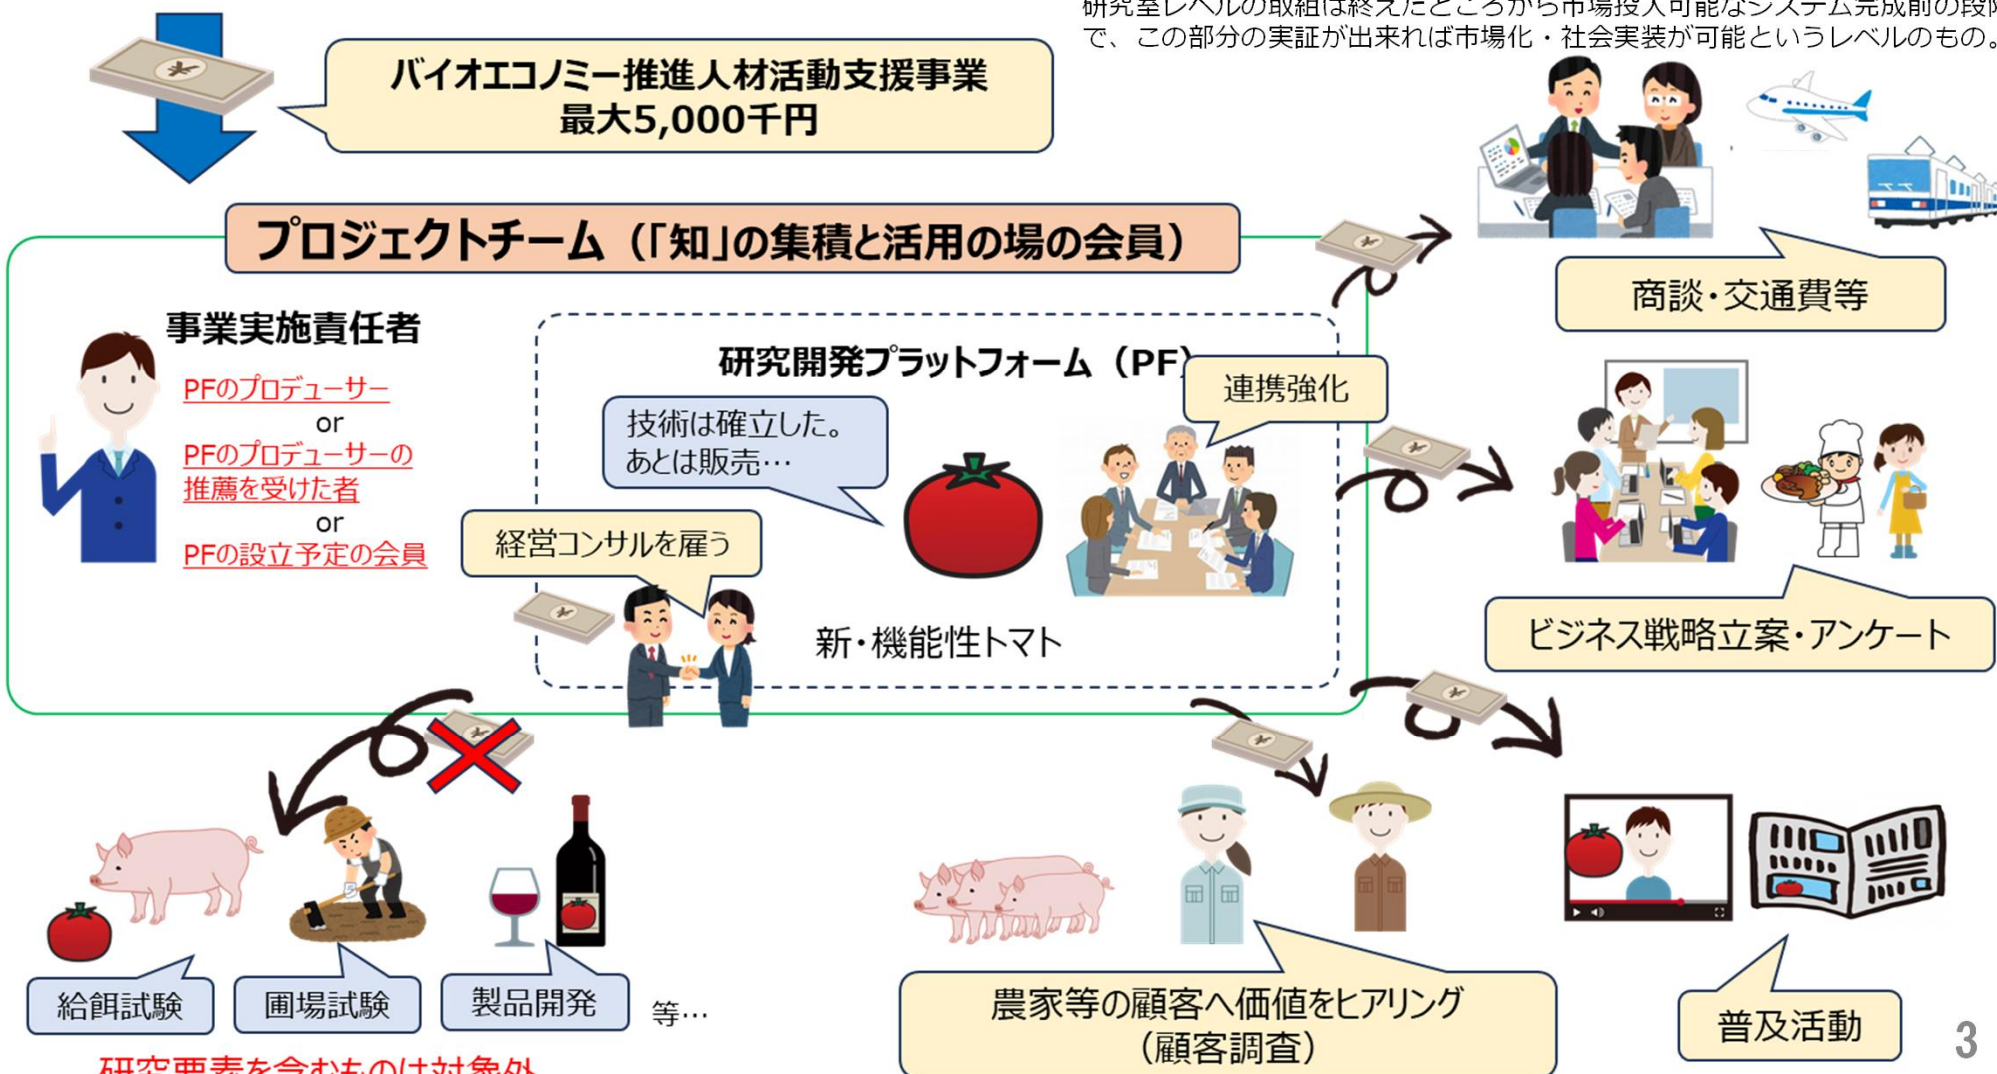 研究室レベルの取組は終えたところから市場投入可能なシステム完成前の段階
で、この部分の実証が出来れば市場化・社会実装が可能というレベルのもの。
バイオエコノミー推進人材活動支援事業
最大5,000千円
プロジェクトチーム（「知」の集積と活用の場の会員）
事業実施責任者
PFのプロデューサー
or
PFのプロデューサーの
推薦を受けた者
or
PFの設立予定の会員
研究開発プラットフォーム（PF）
連携強化
技術は確立した。
あとは販売…
経営コンサルを雇う
新・機能性トマト
商談・交通費等
ビジネス戦略立案・アンケート
給餌試験
圃場試験
製品開発
等…
研究要素を含むものは対象外
農家等の顧客へ価値をヒアリング
（顧客調査）
普及活動
3